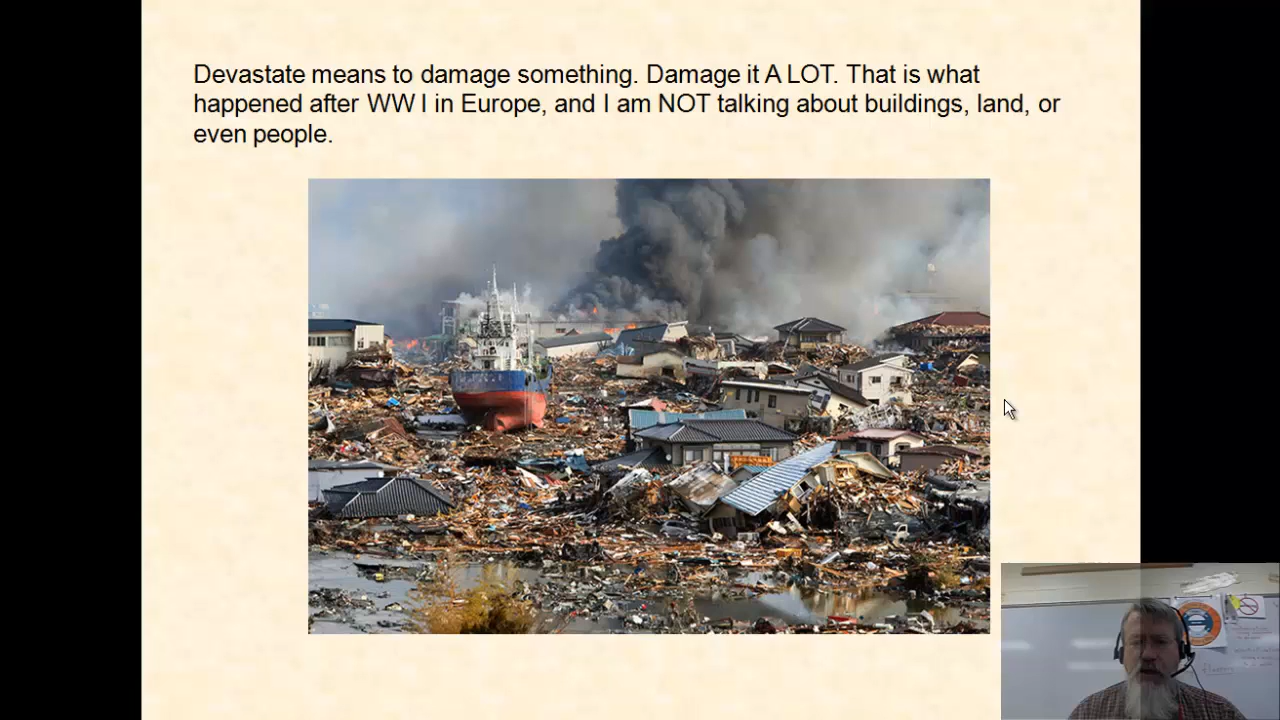 Devastate means to damage something. Damage it A LOT. That is what
happened after WW I in Europe, and I am NOT talking about buildings, land, or
even people.